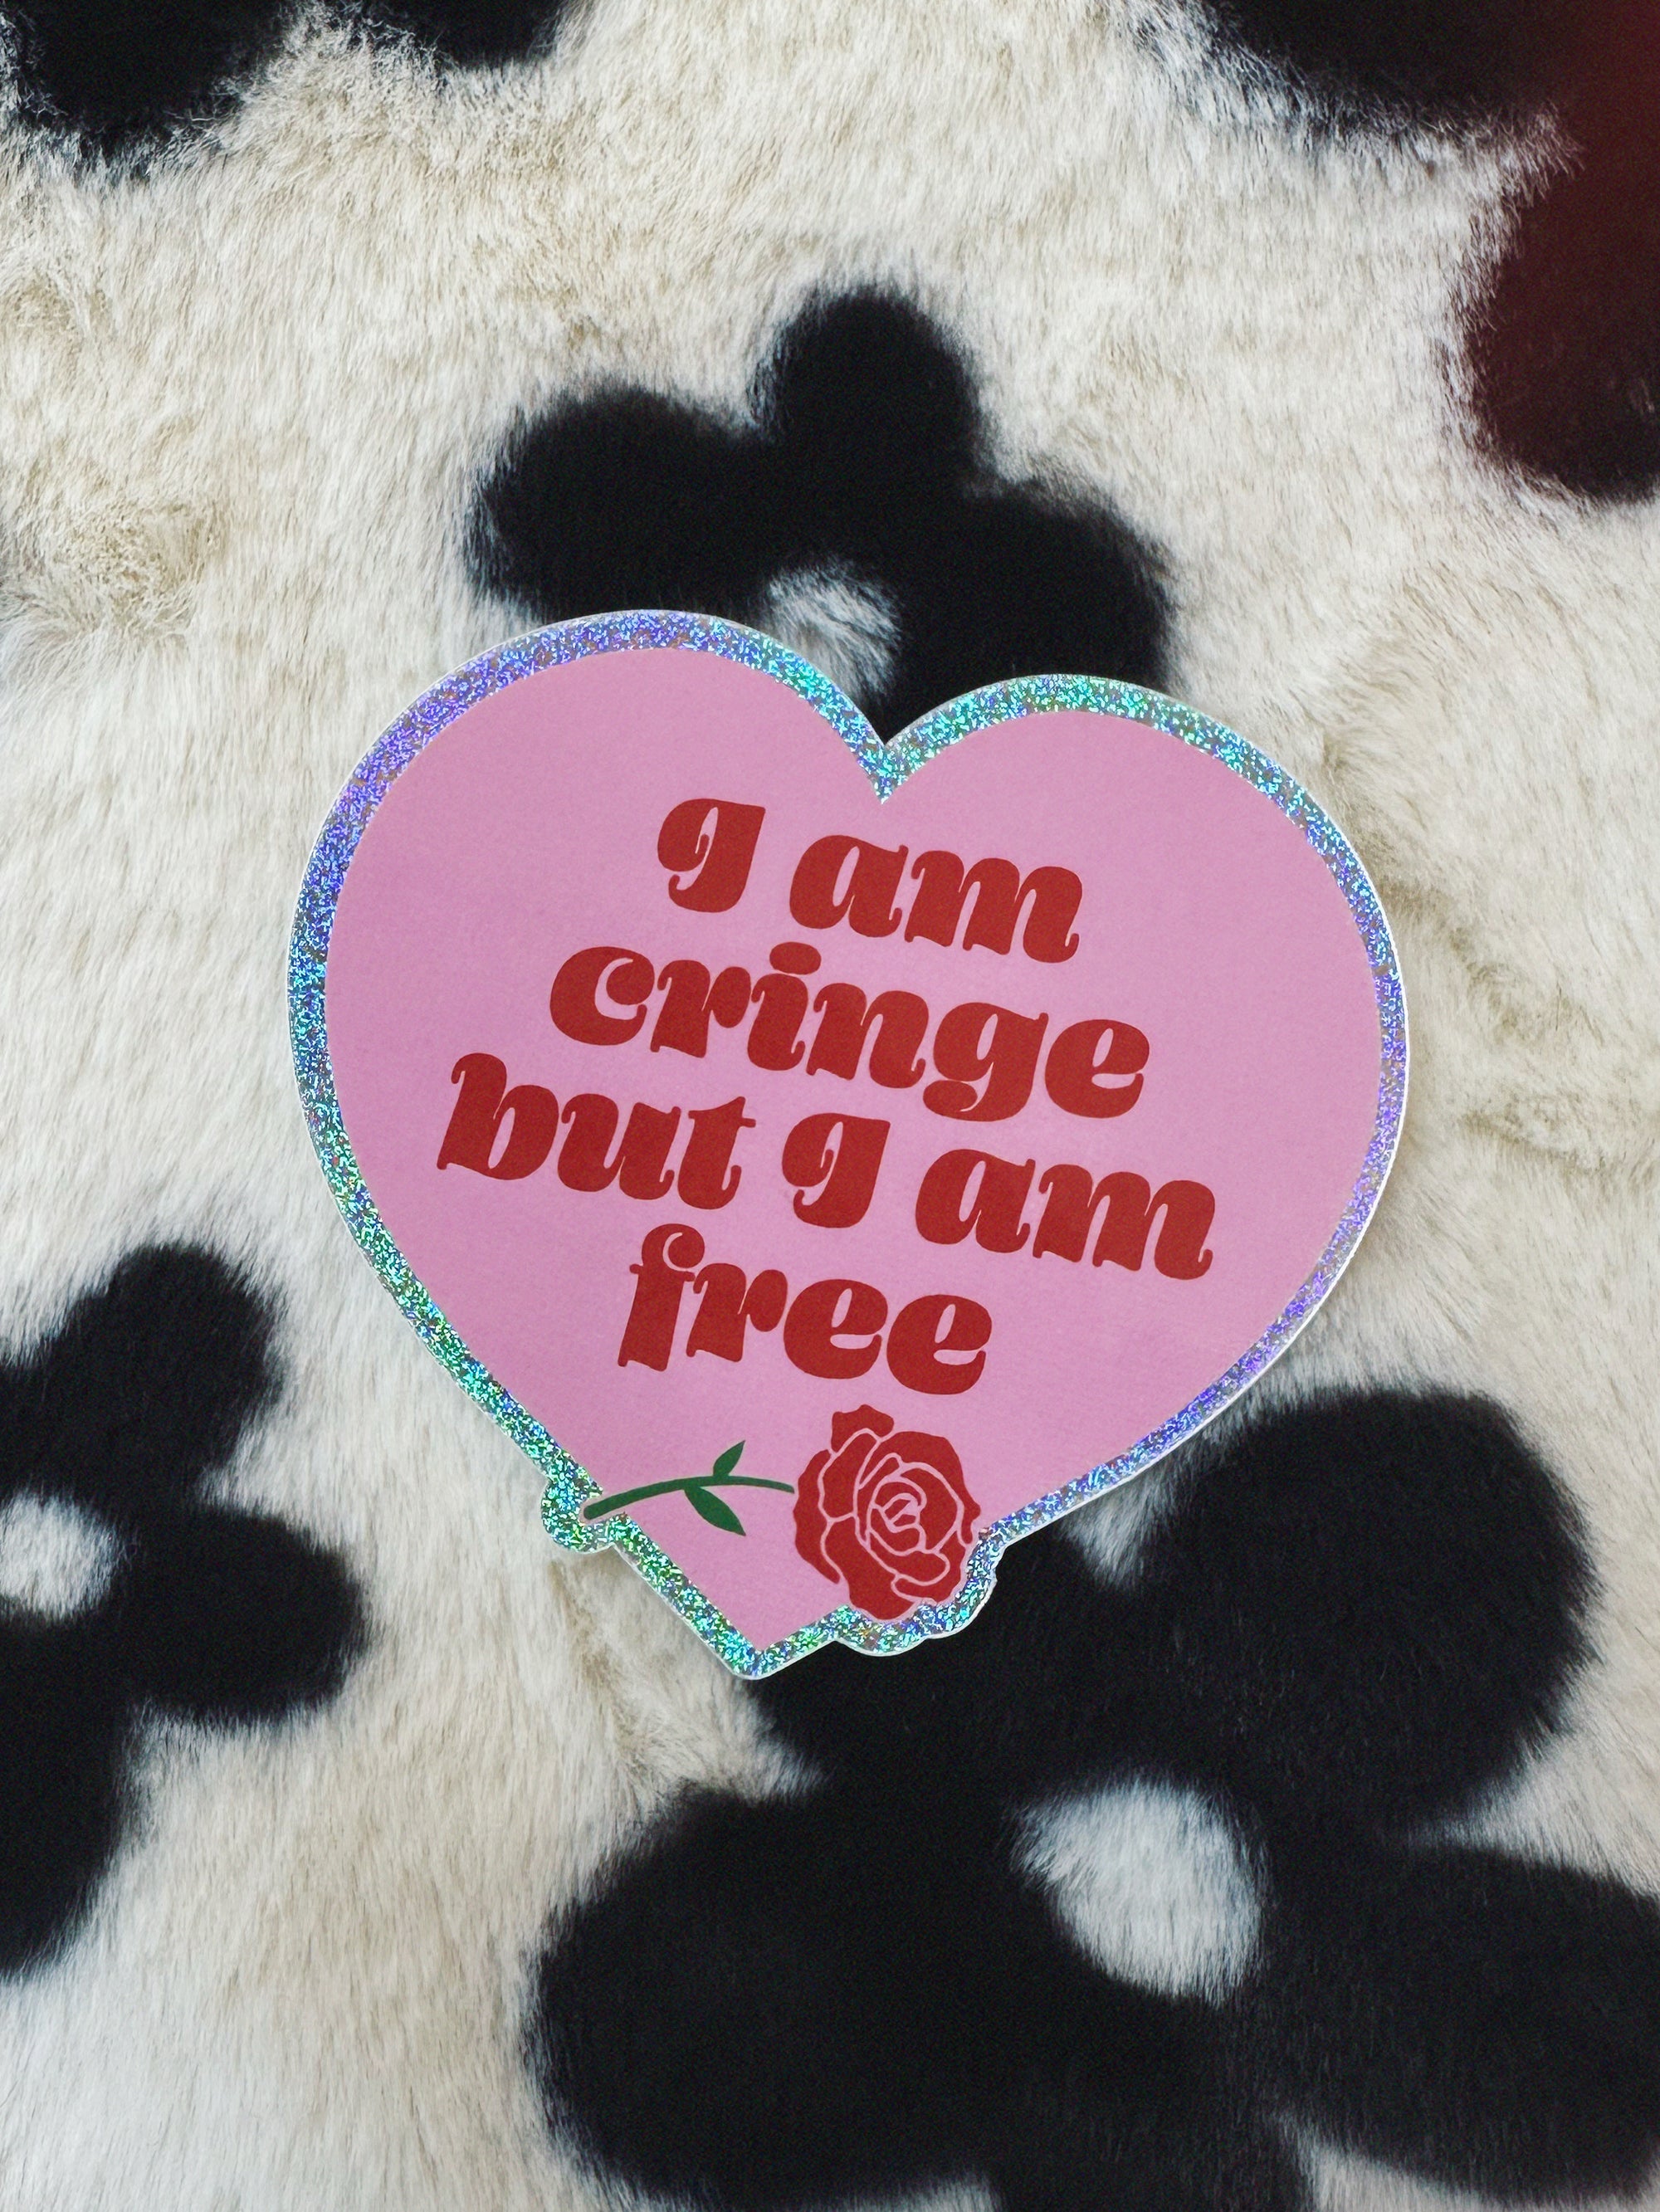 I am
cringe
but I am
free